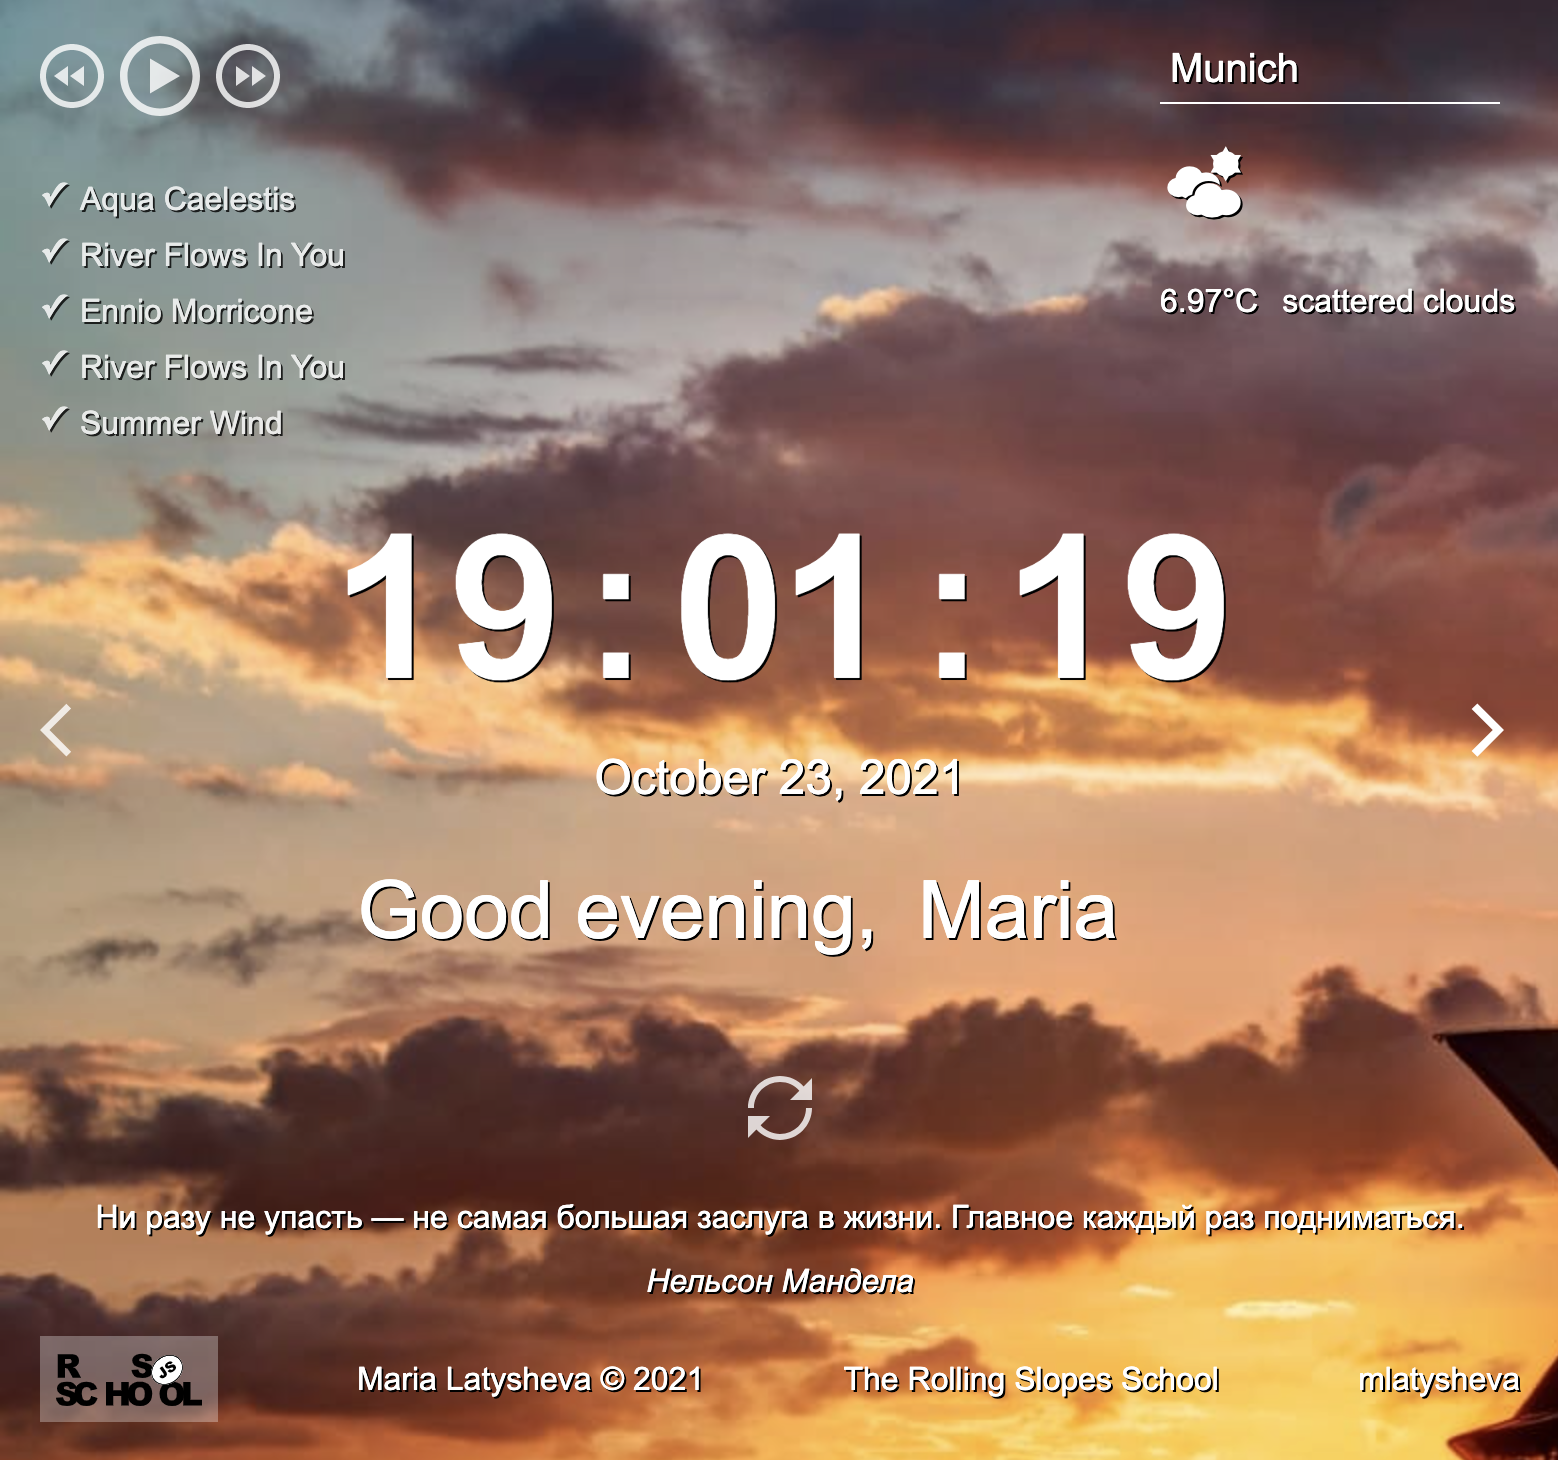 Munich
Aqua Caelestis
River Flows In You
Ennio Morricone
River Flows In You
Summer Wind
6.97°C scattered clouds
19:01:19
October 23, 2021
Good evening, Maria
Ни разу не упасть — не самая большая заслуга в жизни. Главное каждый раз подниматься.
Нельсон Мандела
R S JS
SCHOOL
Maria Latysheva © 2021
The Rolling Slopes School
mlatysheva